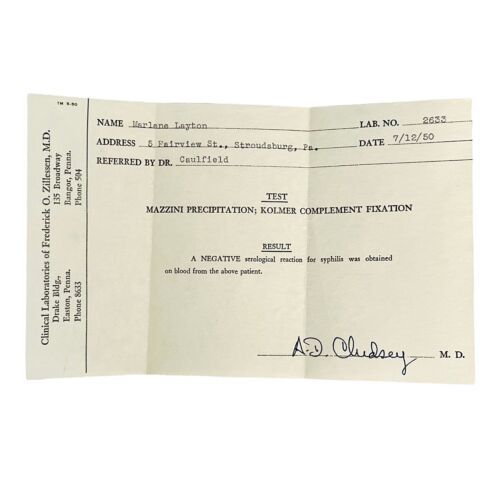 TM 8-50
Clinical Laboratories of Frederick O. Zillessen, M.D.
Drake Bldg., 135 Broadway
Easton, Penna. Bangor, Penna.
Phone 8633 Phone 504
NAME Marlene Layton LAB. NO. 2633
ADDRESS 5 Fairview St., Stroudsburg, Pa. DATE 7/12/50
REFERRED BY DR. Caulfield
TEST
MAZZINI PRECIPITATION; KOLMER COMPLEMENT FIXATION
RESULT
A NEGATIVE serological reaction for syphilis was obtained
on blood from the above patient.
A. D. Chidsey M. D.